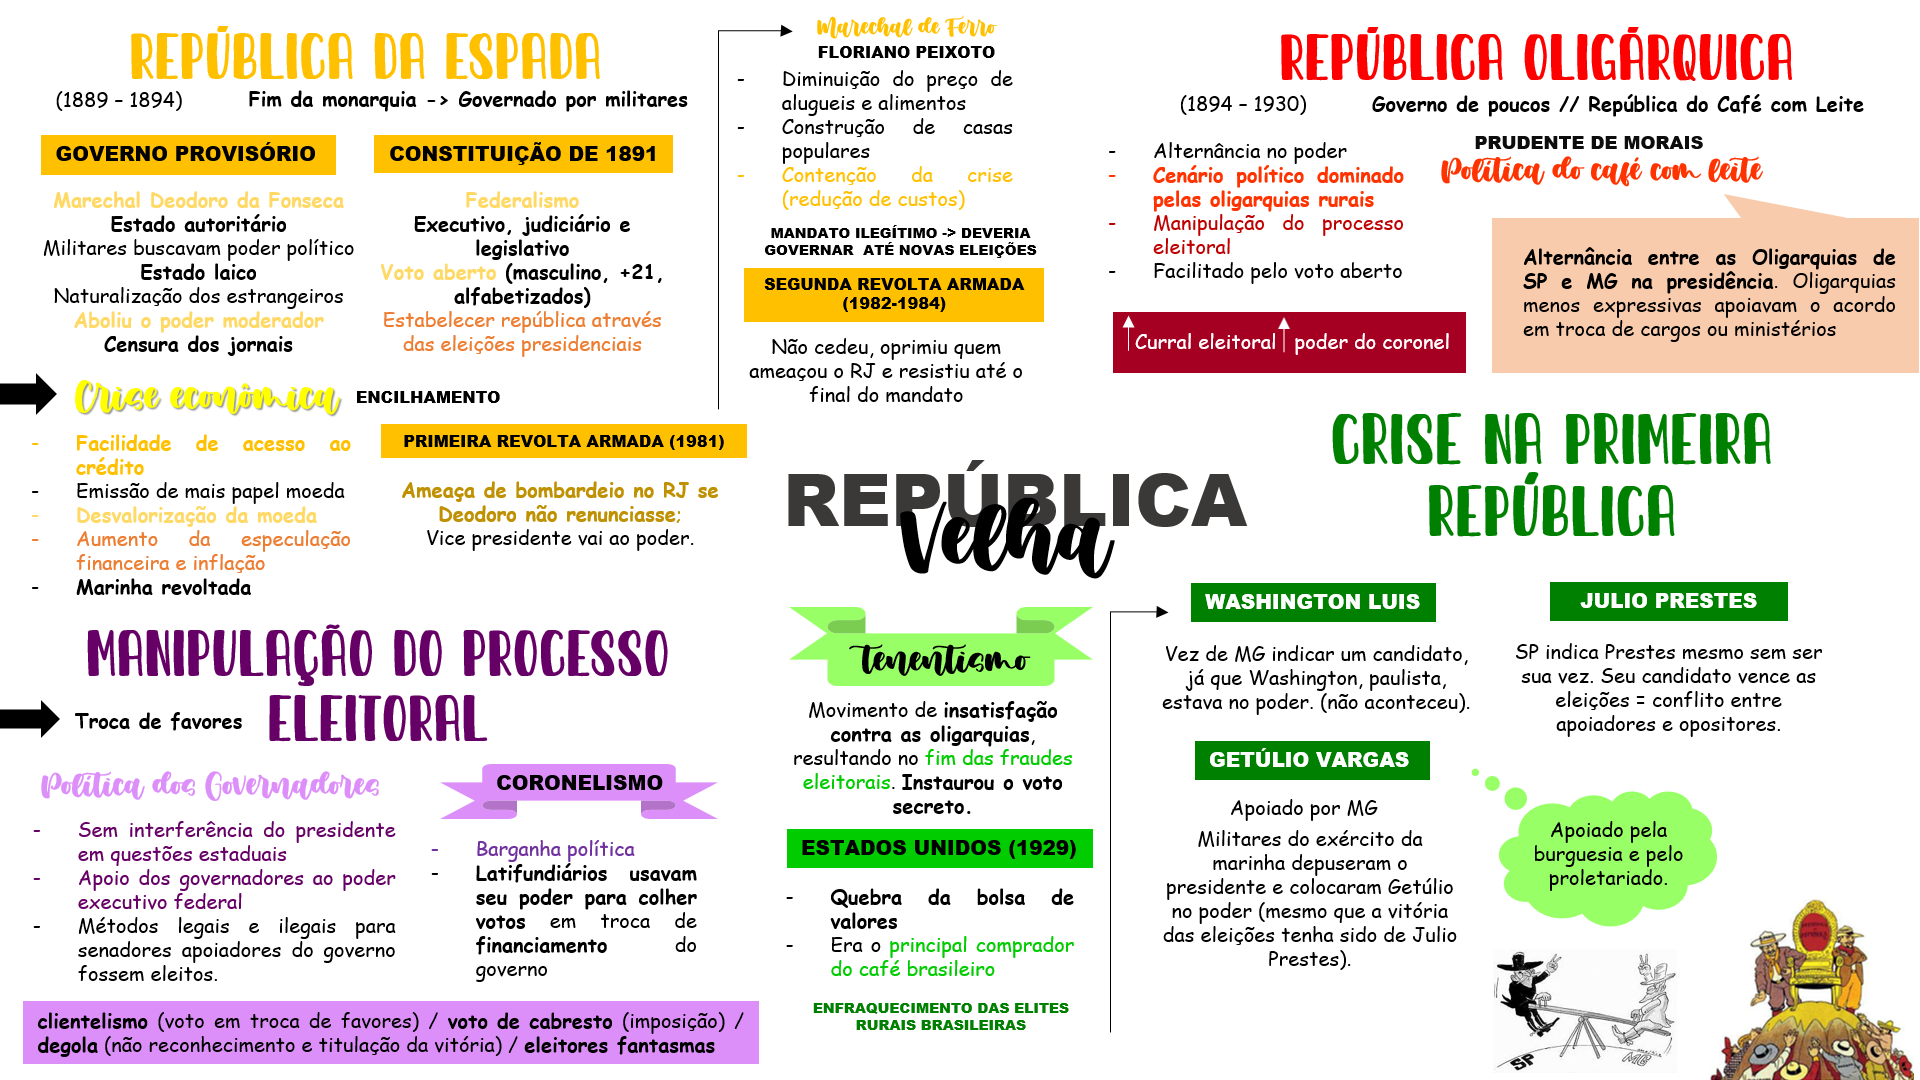 REPÚBLICA DA ESPADA
(1889 – 1894)
Fim da monarquia -> Governado por militares
GOVERNO PROVISÓRIO
Marechal Deodoro da Fonseca
Estado autoritário
Militares buscavam poder político
Estado laico
Naturalização dos estrangeiros
Aboliu o poder moderador
Censura dos jornais
CONSTITUIÇÃO DE 1891
Federalismo
Executivo, judiciário e
legislativo
Voto aberto (masculino, +21,
alfabetizados)
Estabelecer república através
das eleições presidenciais
Crise econômica
ENCILHAMENTO
- Facilidade de acesso ao
crédito
- Emissão de mais papel moeda
- Desvalorização da moeda
- Aumento da especulação
financeira e inflação
- Marinha revoltada
PRIMEIRA REVOLTA ARMADA (1981)
Ameaça de bombardeio no RJ se
Deodoro não renunciasse;
Vice presidente vai ao poder.
Marechal de Ferro
FLORIANO PEIXOTO
- Diminuição do preço de
alugueis e alimentos
- Construção de casas
populares
- Contenção da crise
(redução de custos)
MANDATO ILEGÍTIMO -> DEVERIA
GOVERNAR ATÉ NOVAS ELEIÇÕES
SEGUNDA REVOLTA ARMADA
(1982-1984)
Não cedeu, oprimiu quem
ameaçou o RJ e resistiu até o
final do mandato
REPÚBLICA OLIGÁRQUICA
(1894 – 1930)
Governo de poucos // República do Café com Leite
- Alternância no poder
- Cenário político dominado
pelas oligarquias rurais
- Manipulação do processo
eleitoral
- Facilitado pelo voto aberto
Curral eleitoral poder do coronel
PRUDENTE DE MORAIS
Política do café com leite
Alternância entre as Oligarquias de
SP e MG na presidência. Oligarquias
menos expressivas apoiavam o acordo
em troca de cargos ou ministérios
REPÚBLICA
Velha
MANIPULAÇÃO DO PROCESSO
ELEITORAL
Troca de favores
Política dos Governadores
- Sem interferência do presidente
em questões estaduais
- Apoio dos governadores ao poder
executivo federal
- Métodos legais e ilegais para
senadores apoiadores do governo
fossem eleitos.
CORONELISMO
- Barganha política
- Latifundiários usavam
seu poder para colher
votos em troca de
financiamento do
governo
clientelismo (voto em troca de favores) / voto de cabresto (imposição) /
degola (não reconhecimento e titulação da vitória) / eleitores fantasmas
Tenentismo
Movimento de insatisfação
contra as oligarquias,
resultando no fim das fraudes
eleitorais. Instaurou o voto
secreto.
ESTADOS UNIDOS (1929)
- Quebra da bolsa de
valores
- Era o principal comprador
do café brasileiro
ENFRAQUECIMENTO DAS ELITES
RURAIS BRASILEIRAS
CRISE NA PRIMEIRA
REPÚBLICA
WASHINGTON LUIS
Vez de MG indicar um candidato,
já que Washington, paulista,
estava no poder. (não aconteceu).
JULIO PRESTES
SP indica Prestes mesmo sem ser
sua vez. Seu candidato vence as
eleições = conflito entre
apoiadores e opositores.
GETÚLIO VARGAS
Apoiado por MG
Militares do exército da
marinha depuseram o
presidente e colocaram Getúlio
no poder (mesmo que a vitória
das eleições tenha sido de Julio
Prestes).
Apoiado pela
burguesia e pelo
proletariado.
SP
MG